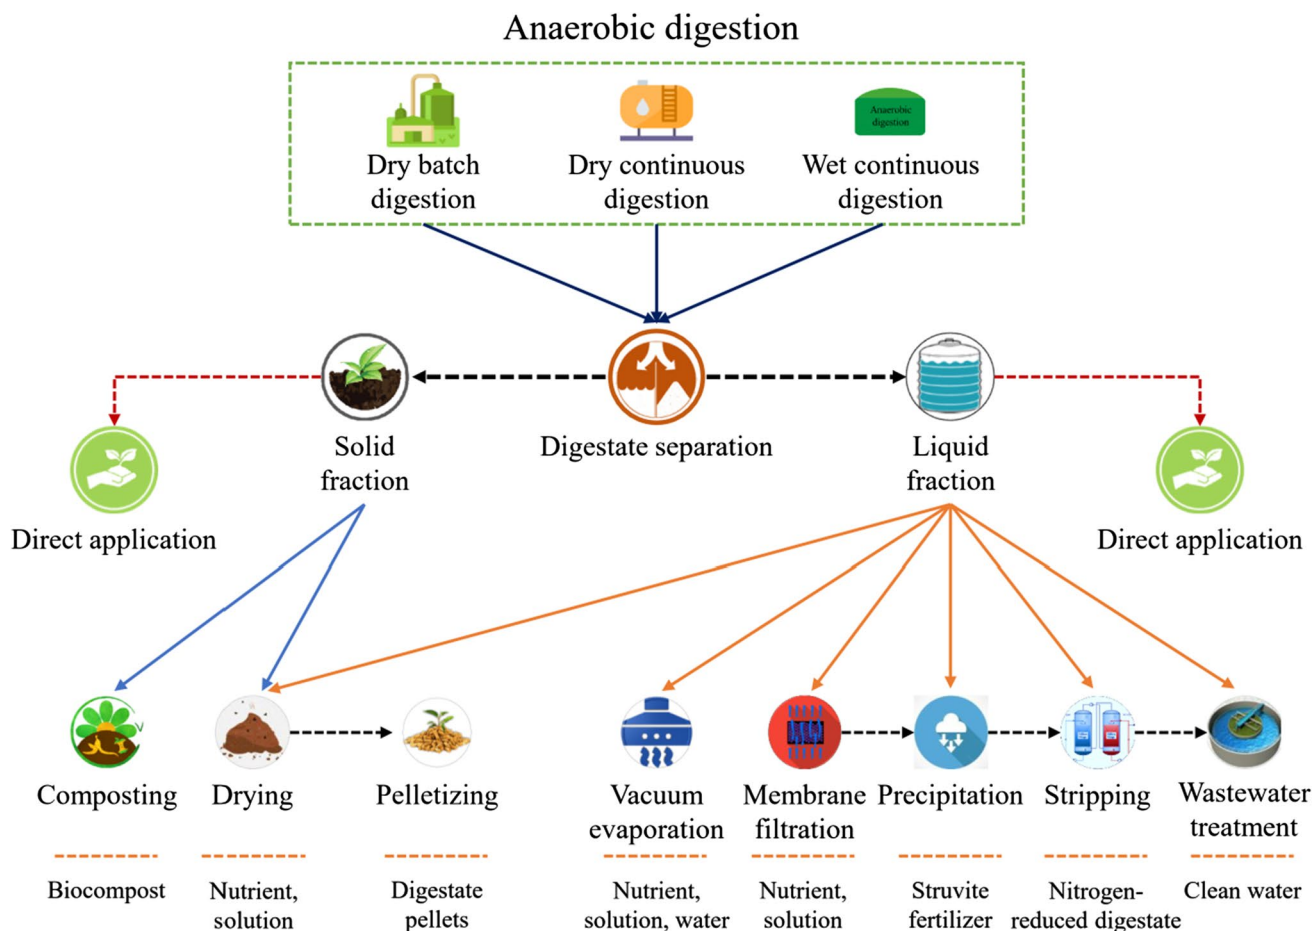 Anaerobic digestion
Anaerobic
digestion
Dry batch
digestion
Dry continuous
digestion
Wet continuous
digestion
Solid
fraction
Digestate separation
Liquid
fraction
Direct application
Direct application
Composting
Drying
Pelletizing
Vacuum
evaporation
Membrane
filtration
Precipitation
Stripping
Wastewater
treatment
Biocompost
Nutrient,
solution
Digestate
pellets
Nutrient,
solution, water
Nutrient,
solution
Struvite
fertilizer
Nitrogen-
reduced digestate
Clean water